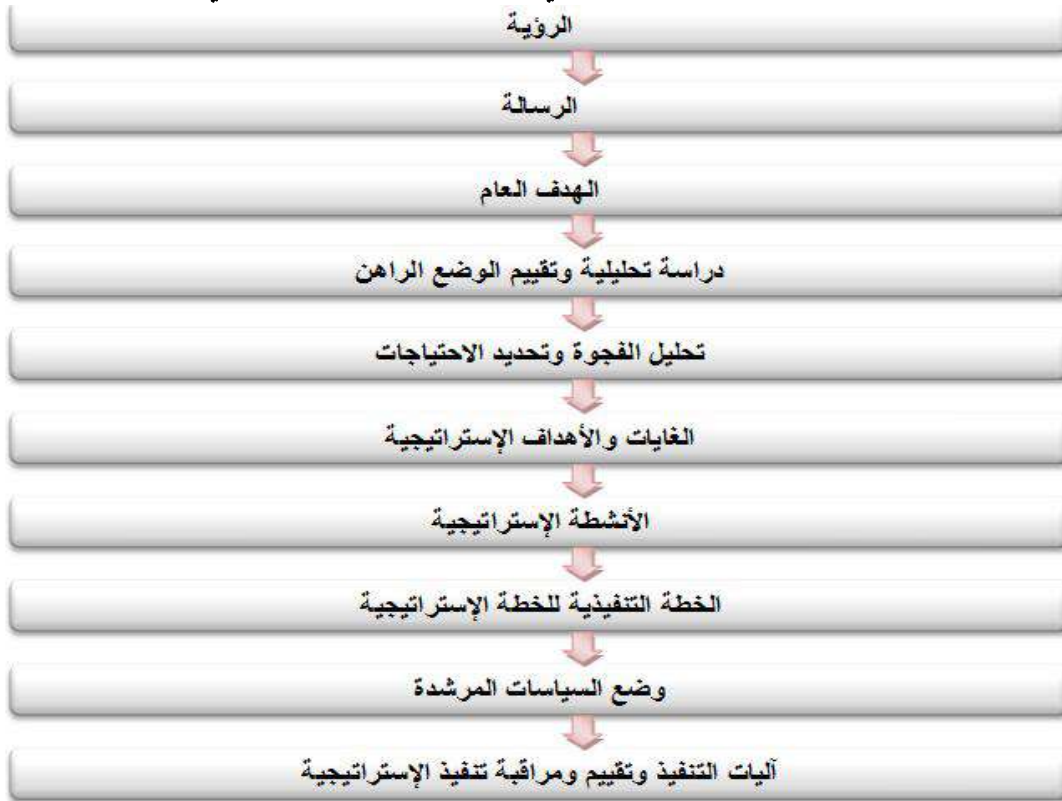 الرؤية
الرسالة
الهدف العام
دراسة تحليلية وتقييم الوضع الراهن
تحليل الفجوة وتحديد الاحتياجات
الغايات والأهداف الإستراتيجية
الأنشطة الإستراتيجية
الخطة التنفيذية للخطة الإستراتيجية
وضع السياسات المرشدة
آليات التنفيذ وتقييم ومراقبة تنفيذ الإستراتيجية